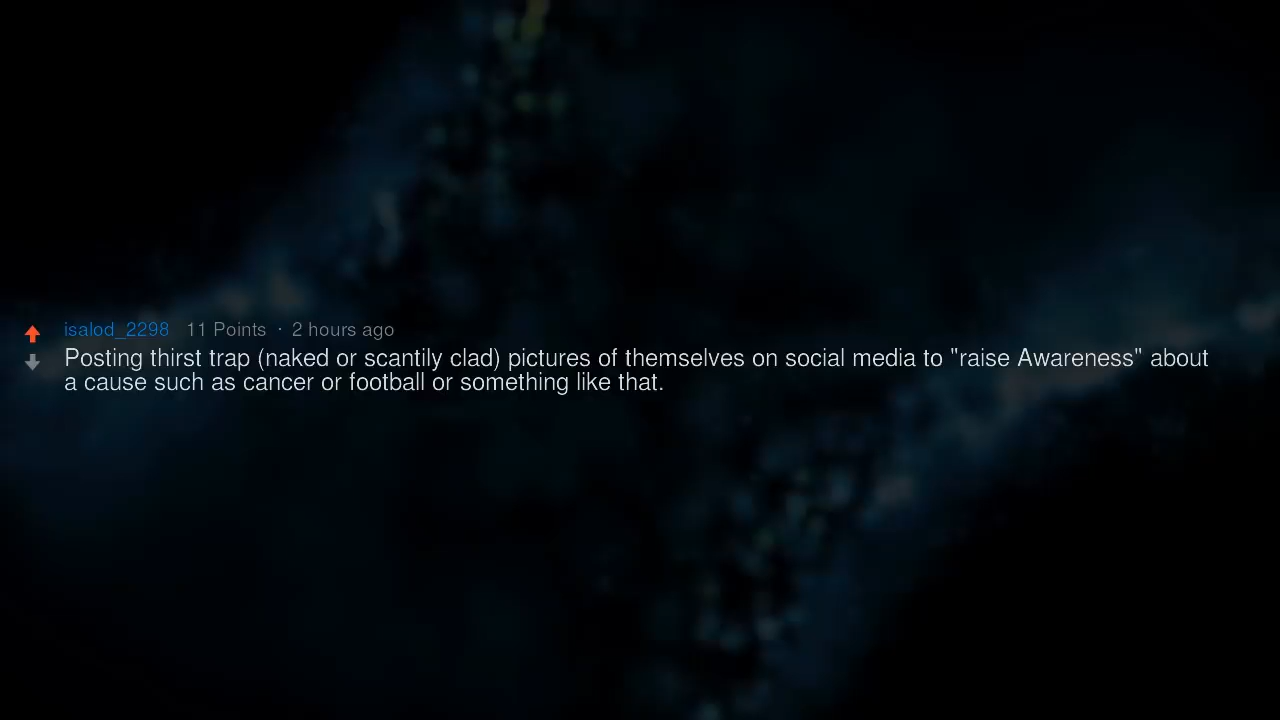 isalod_2298 11 Points · 2 hours ago
Posting thirst trap (naked or scantily clad) pictures of themselves on social media to "raise Awareness" about
a cause such as cancer or football or something like that.